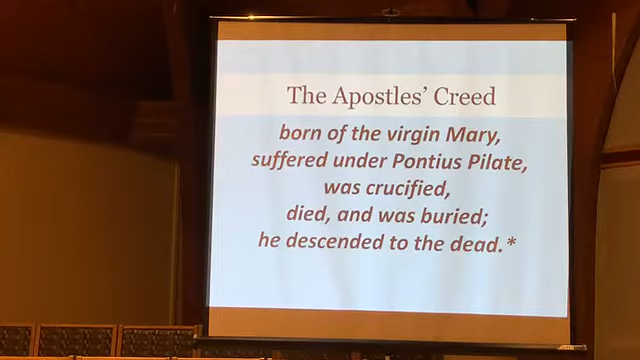 The Apostles’ Creed
born of the virgin Mary,
suffered under Pontius Pilate,
was crucified,
died, and was buried;
he descended to the dead.*